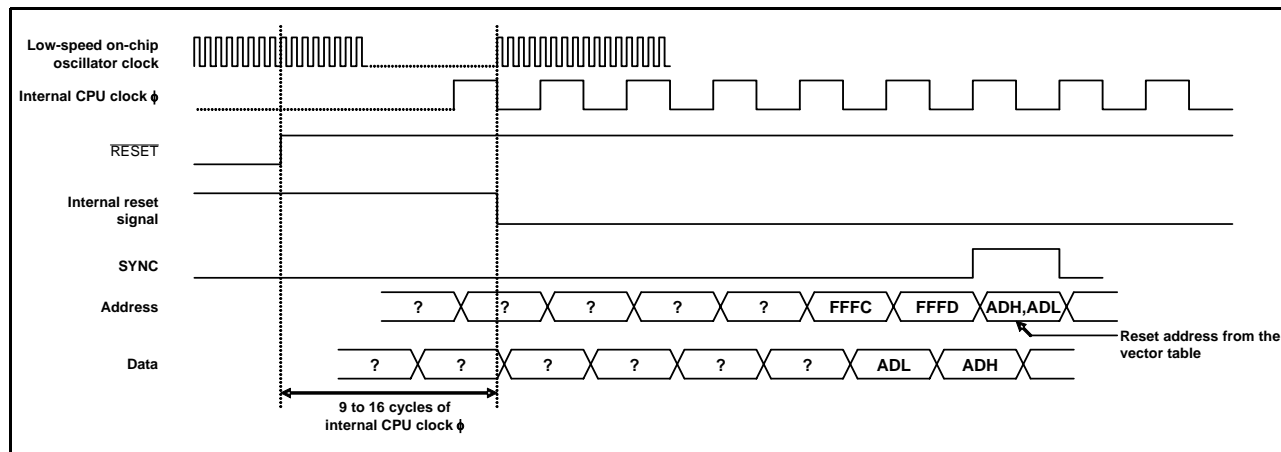 Low-speed on-chip
oscillator clock
Internal CPU clock ϕ
RESET
Internal reset
signal
SYNC
Address
? ? ? ? ? FFFC FFFD ADH,ADL
Reset address from the
vector table
Data
? ? ? ? ? ? ADL ADH
9 to 16 cycles of
internal CPU clock ϕ